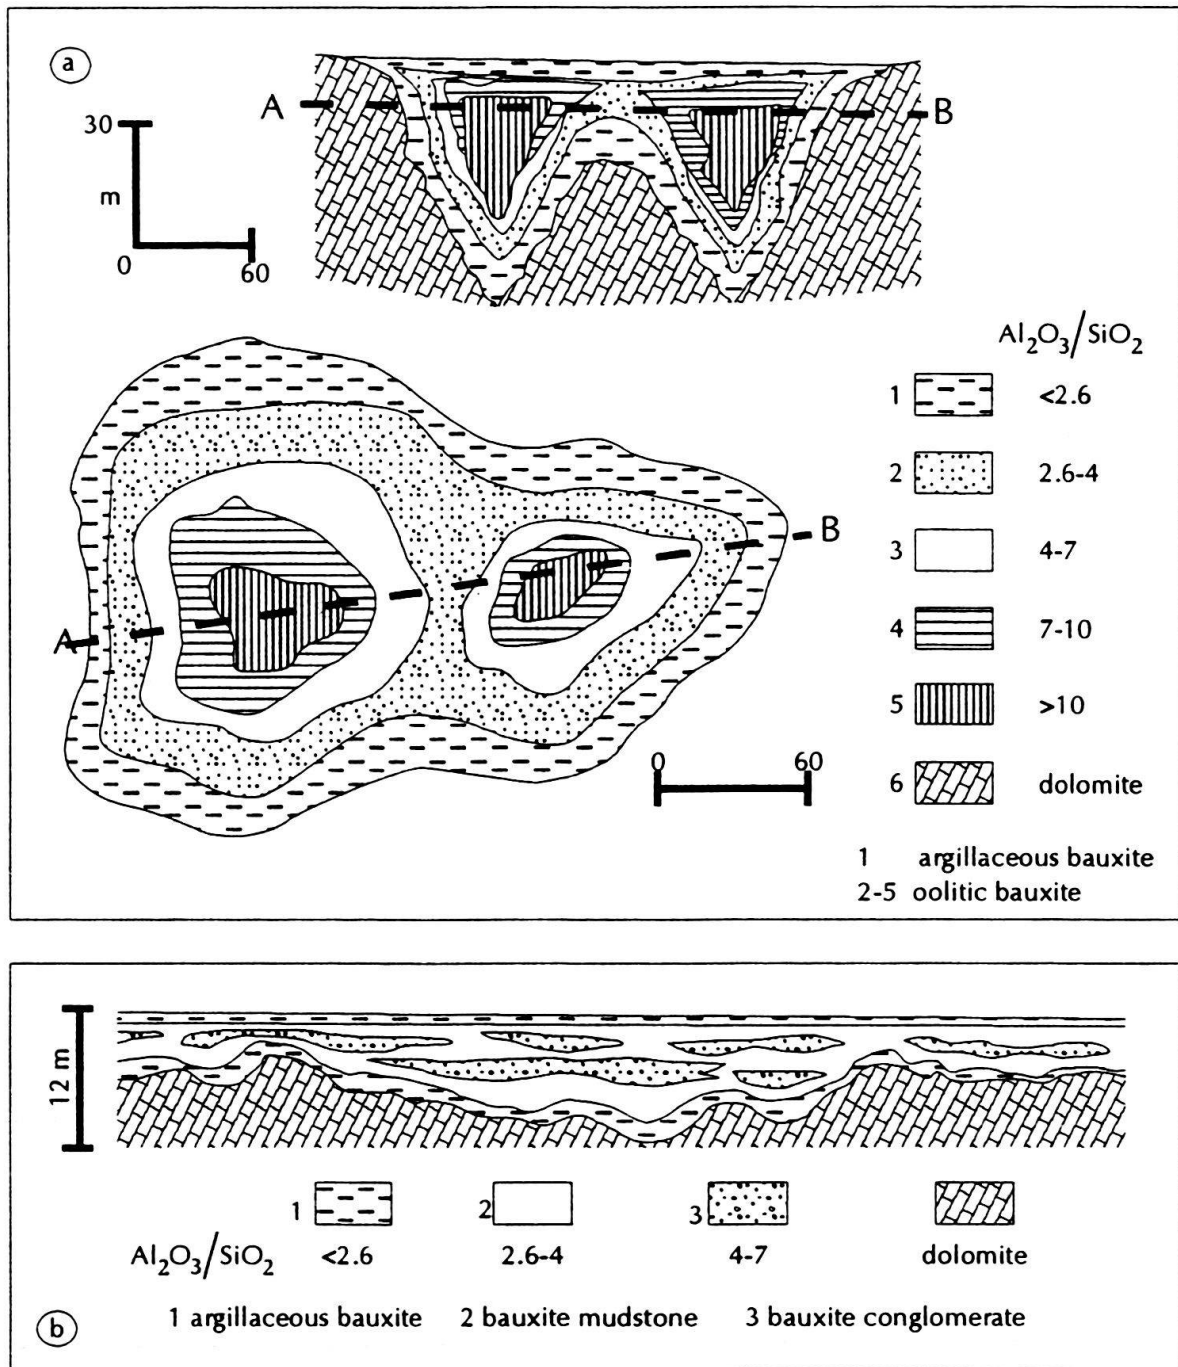 a
A
B
30
m
0
60
Al₂O₃/SiO₂
1 <2.6
2 2.6-4
3 4-7
4 7-10
5 >10
6 dolomite
A
B
0 60
1 argillaceous bauxite
2-5 oolitic bauxite
12 m
1 2 3
Al₂O₃/SiO₂ <2.6 2.6-4 4-7 dolomite
1 argillaceous bauxite 2 bauxite mudstone 3 bauxite conglomerate
b